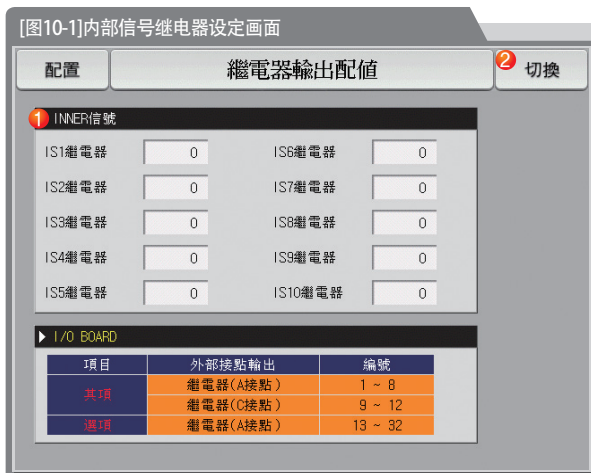 [图10-1]内部信号继电器设定画面
配置
繼電器輸出配值
2 切換
1 INNER信號
IS1繼電器 0 IS6繼電器 0
IS2繼電器 0 IS7繼電器 0
IS3繼電器 0 IS8繼電器 0
IS4繼電器 0 IS9繼電器 0
IS5繼電器 0 IS10繼電器 0
I/O BOARD
項目 外部接點輸出 編號
其項 繼電器(A接點) 1 ~ 8
繼電器(C接點) 9 ~ 12
選項 繼電器(A接點) 13 ~ 32